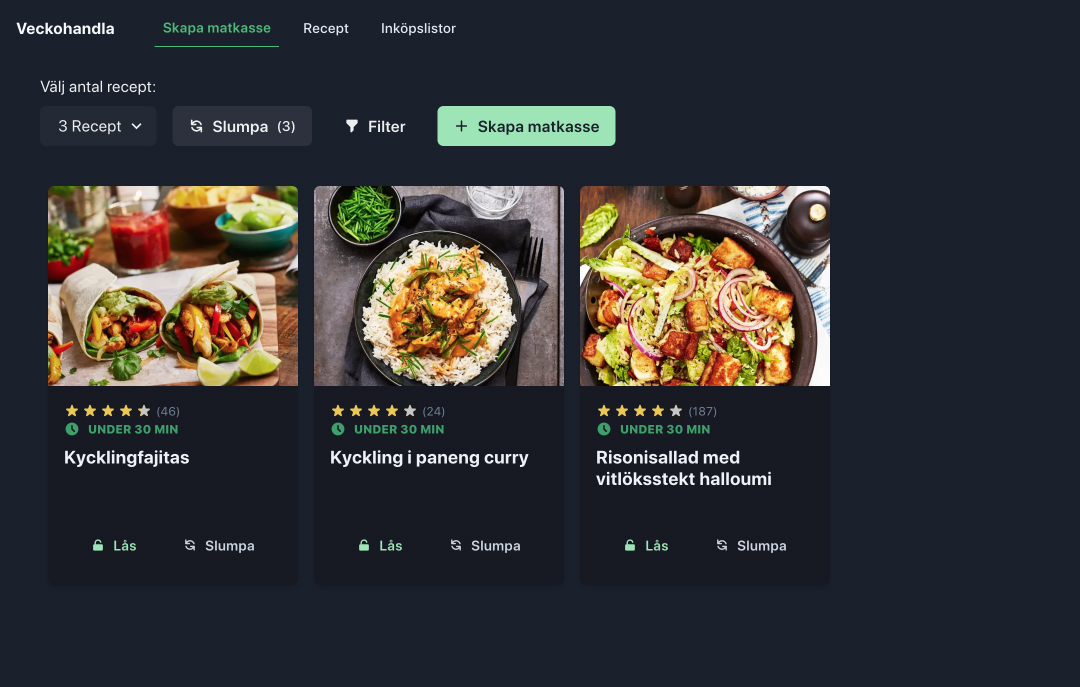 Veckohandla
Skapa matkasse
Recept
Inköpslistor
Välj antal recept:
3 Recept
Slumpa (3)
Filter
+ Skapa matkasse
(46)
UNDER 30 MIN
Kycklingfajitas
Lås
Slumpa
(24)
UNDER 30 MIN
Kyckling i paneng curry
Lås
Slumpa
(187)
UNDER 30 MIN
Risonisallad med
vitlöksstekt halloumi
Lås
Slumpa